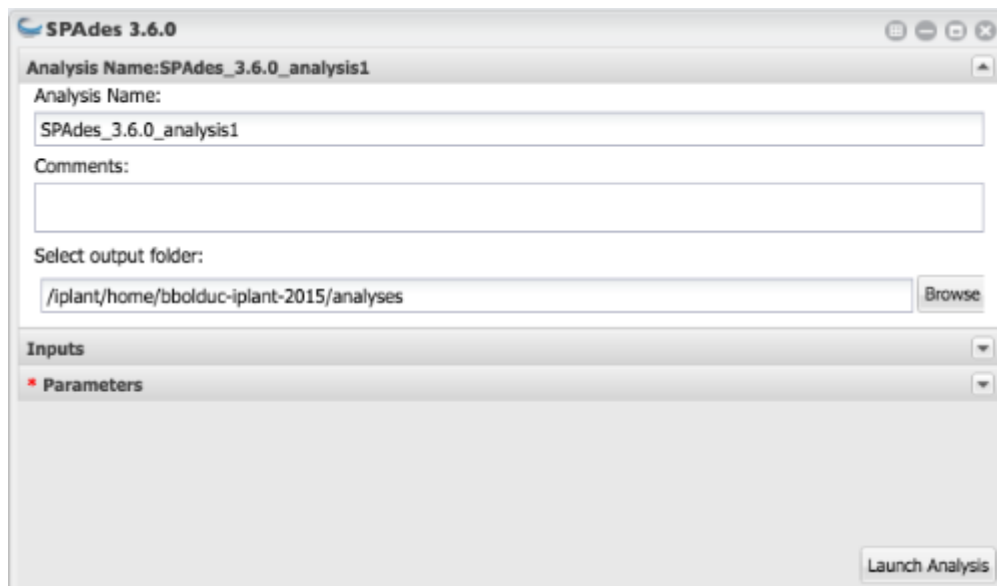 SPAdes 3.6.0
Analysis Name:SPAdes_3.6.0_analysis1
Analysis Name:
SPAdes_3.6.0_analysis1
Comments:
Select output folder:
/iplant/home/bbolduc-iplant-2015/analyses
Browse
Inputs
* Parameters
Launch Analysis